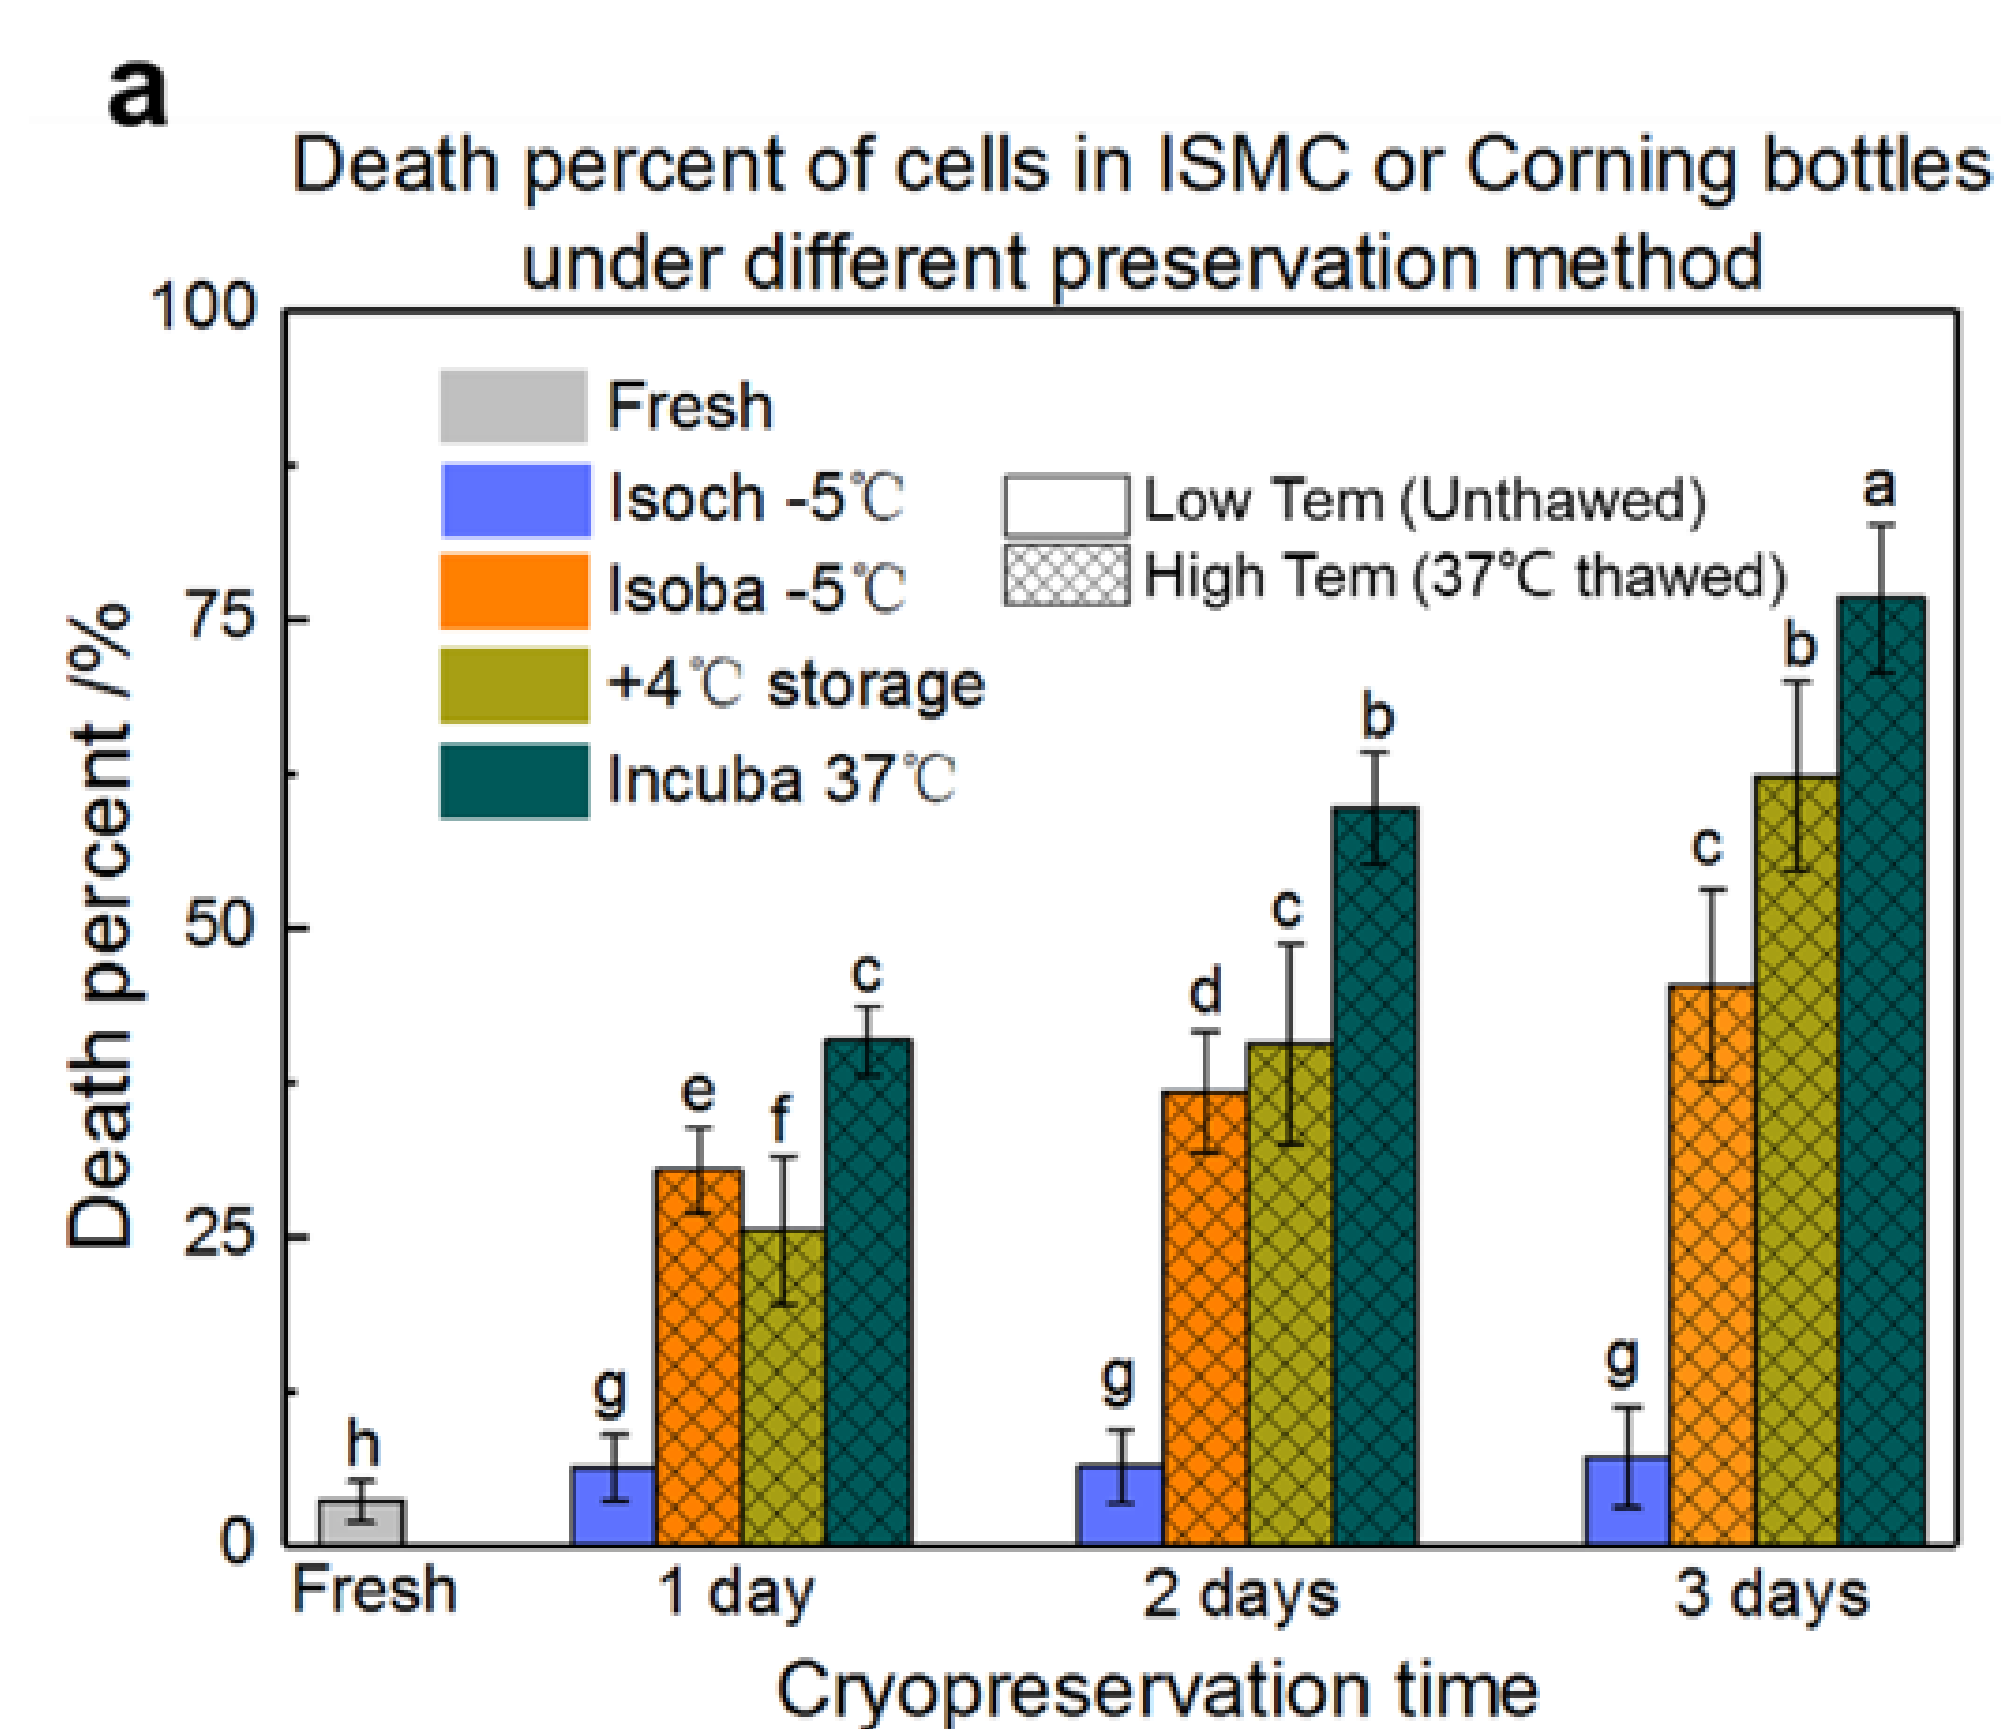 a
Death percent of cells in ISMC or Corning bottles
under different preservation method
100
75
50
25
0
Death percent /%
Fresh
Isoch -5℃
Isoba -5℃
+4℃ storage
Incuba 37℃
Low Tem (Unthawed)
High Tem (37℃ thawed)
h
g
e
f
c
g
d
c
b
g
c
b
a
Fresh
1 day
2 days
3 days
Cryopreservation time